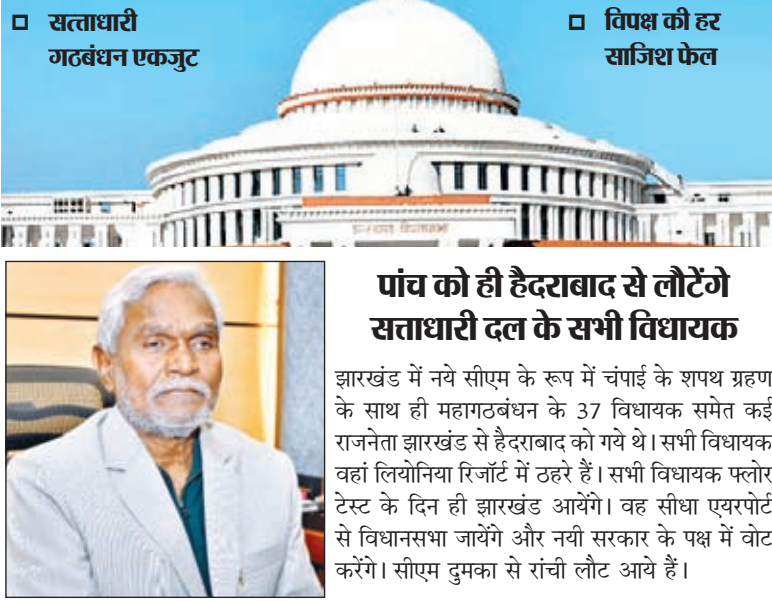 सत्ताधारी
गठबंधन एकजुट
विपक्ष की हर
साजिश फेल
पांच को ही हैदराबाद से लौटेंगे
सत्ताधारी दल के सभी विधायक
झारखंड में नये सीएम के रूप में चंपाई के शपथ ग्रहण
के साथ ही महागठबंधन के 37 विधायक समेत कई
राजनेता झारखंड से हैदराबाद को गये थे। सभी विधायक
वहां लियोनिया रिजॉर्ट में ठहरे हैं। सभी विधायक फ्लोर
टेस्ट के दिन ही झारखंड आयेंगे। वह सीधा एयरपोर्ट
से विधानसभा जायेंगे और नयी सरकार के पक्ष में वोट
करेंगे। सीएम दुमका से रांची लौट आये हैं।